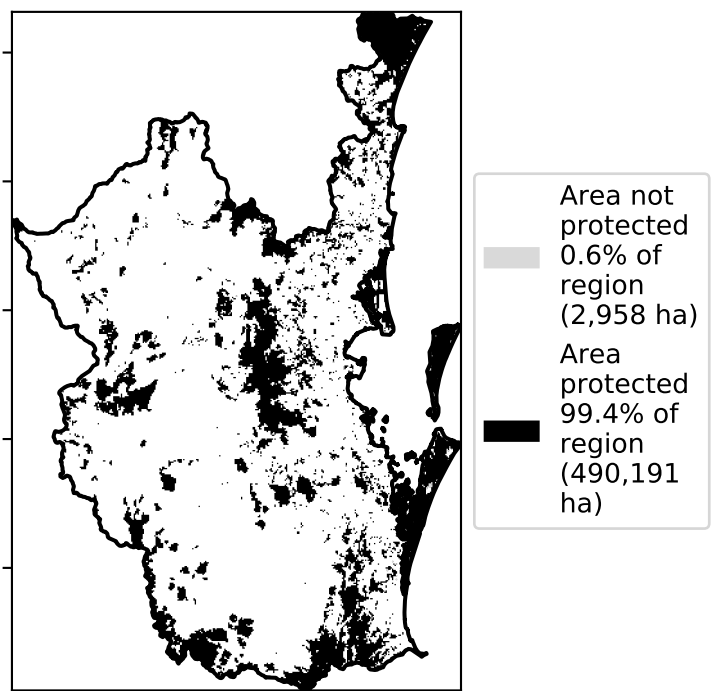 Area not
protected
0.6% of
region
(2,958 ha)
Area
protected
99.4% of
region
(490,191
ha)